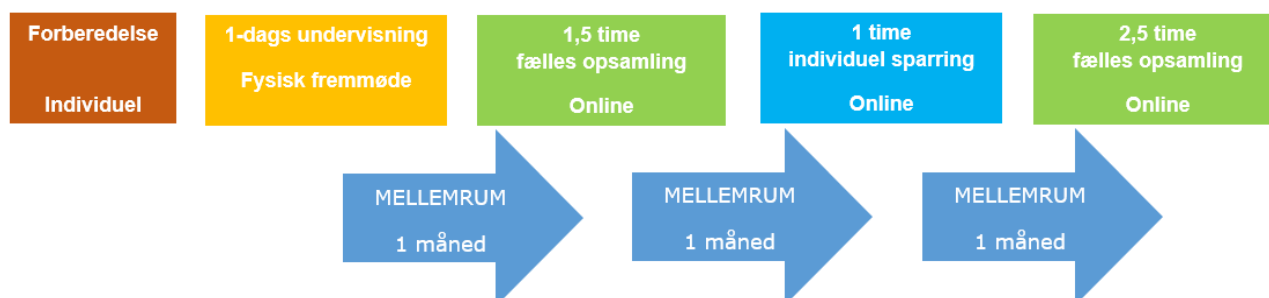 Forberedelse
Individuel
1-dags undervisning
Fysisk fremmøde
1,5 time
fælles opsamling
Online
1 time
individuel sparring
Online
2,5 time
fælles opsamling
Online
MELLEMRUM
1 måned
MELLEMRUM
1 måned
MELLEMRUM
1 måned